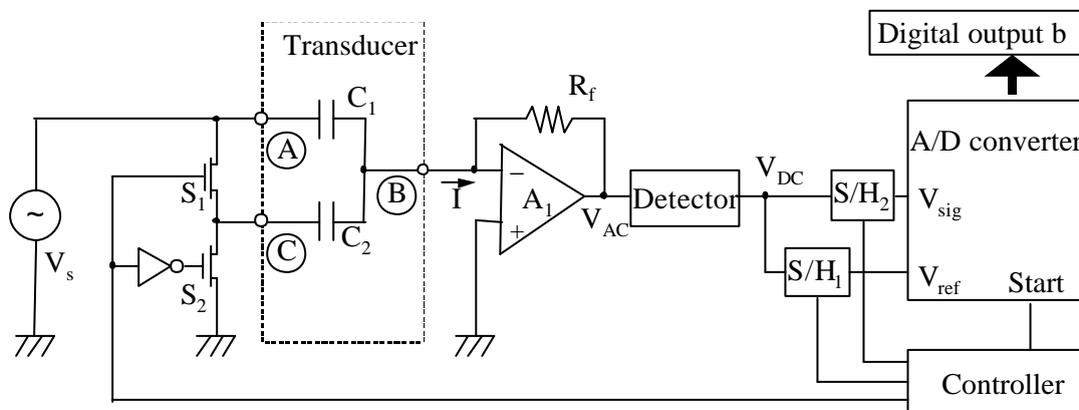 Digital output b
Transducer
C1
Rf
A/D converter
A
VDC
S1
B
I
−
A1
+
VAC
Detector
S/H2
Vsig
~
Vs
C
C2
S2
S/H1
Vref
Start
Controller